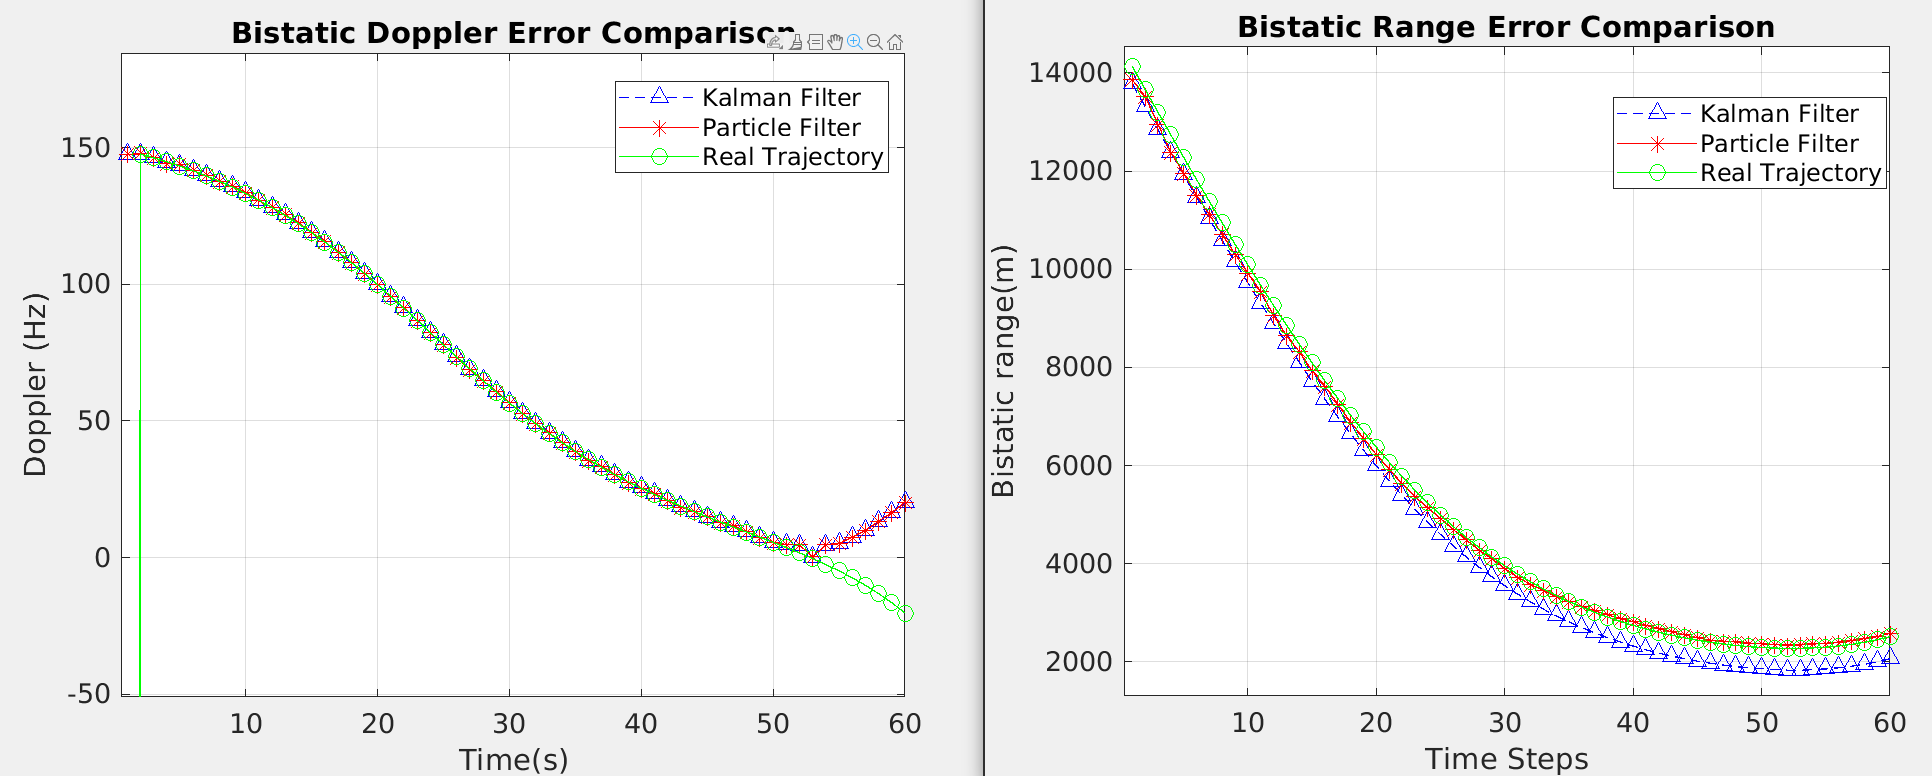 Bistatic Doppler Error Comparison
Kalman Filter
Particle Filter
Real Trajectory
150
100
50
0
-50
Doppler (Hz)
10
20
30
40
50
60
Time(s)
Bistatic Range Error Comparison
Kalman Filter
Particle Filter
Real Trajectory
14000
12000
10000
8000
6000
4000
2000
Bistatic range(m)
10
20
30
40
50
60
Time Steps